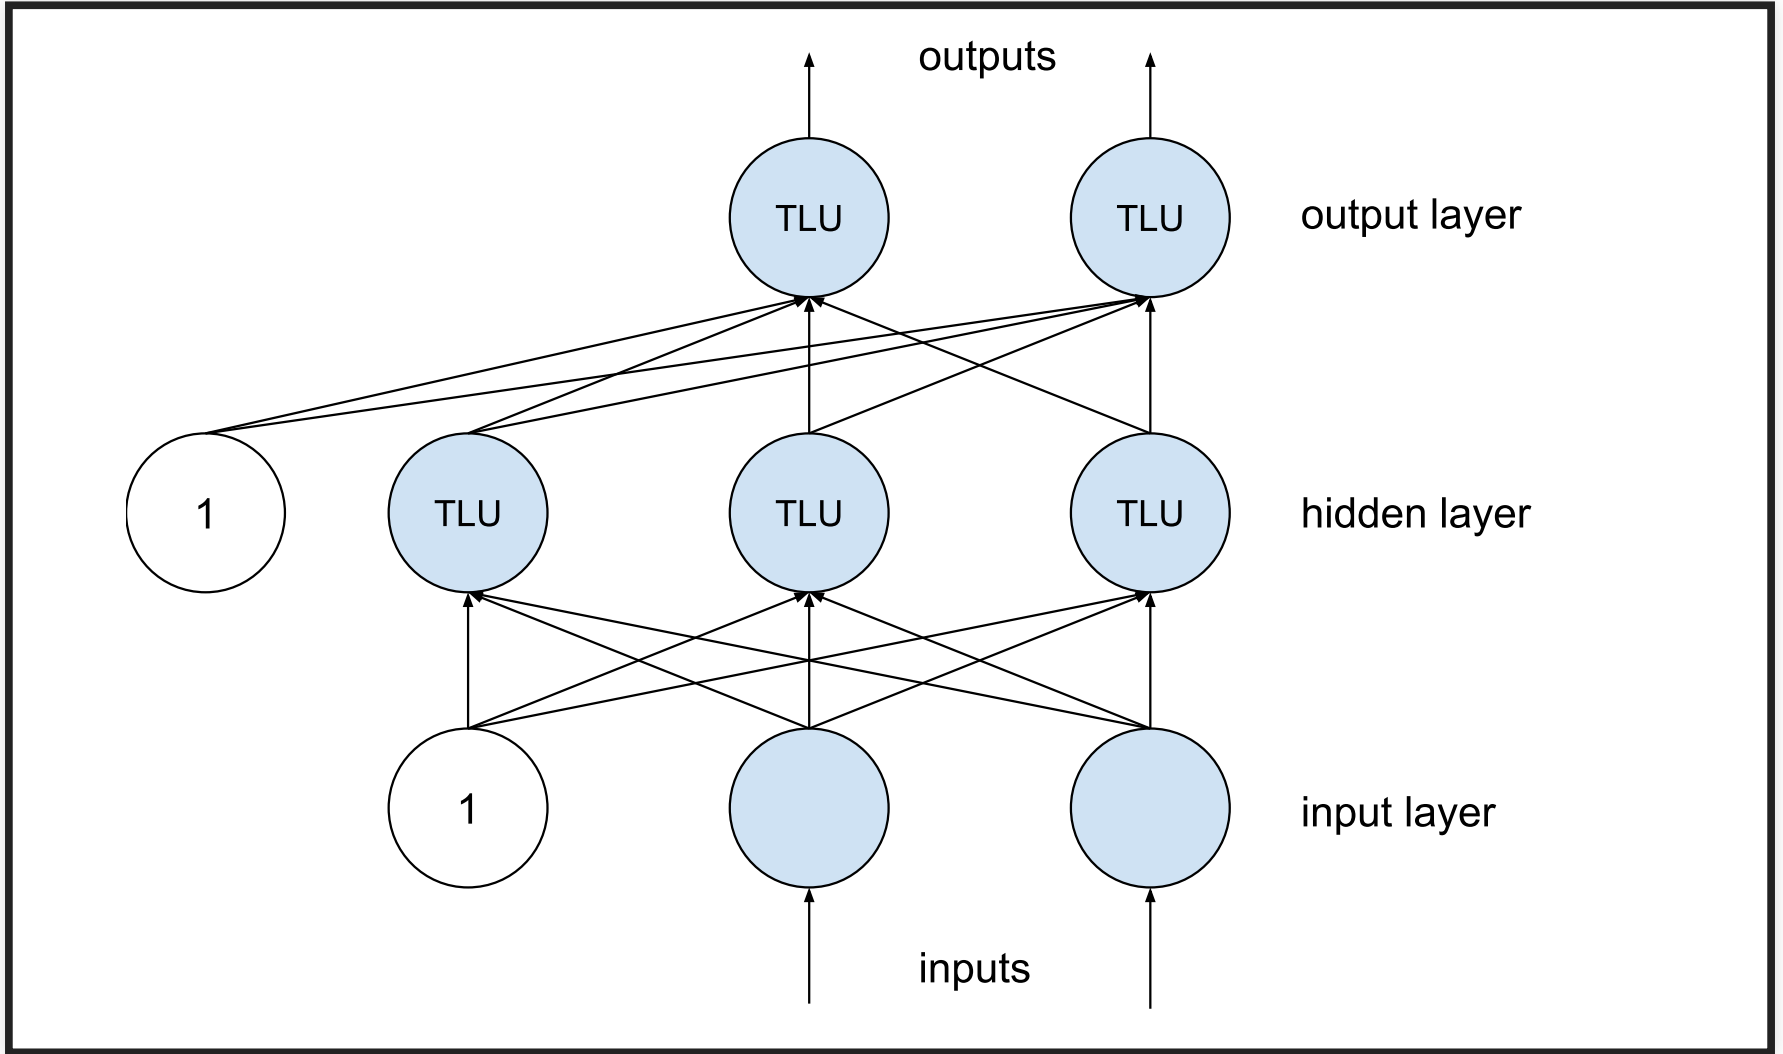 outputs
TLU TLU output layer
1 TLU TLU TLU hidden layer
1 input layer
inputs